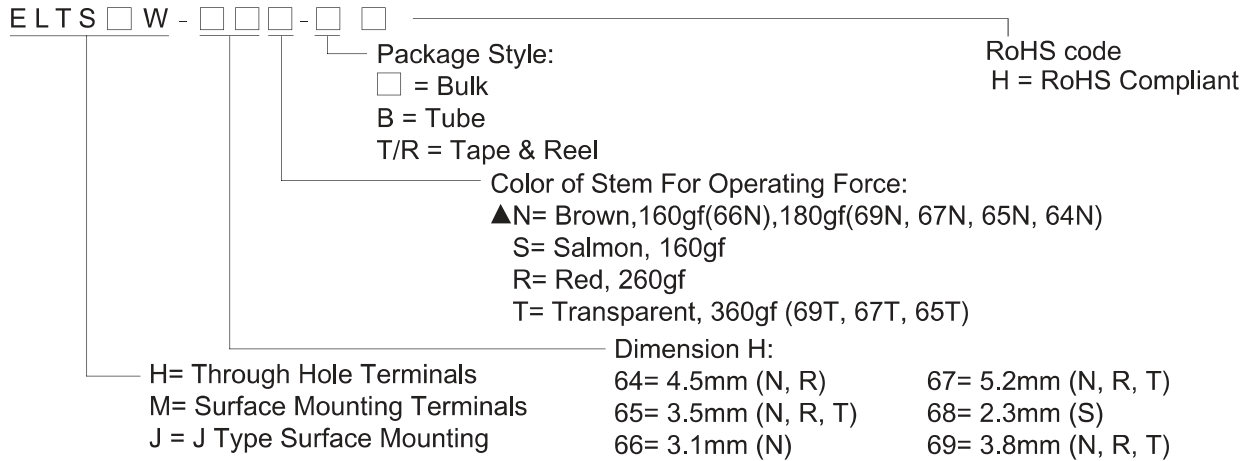 ELTS□W-□□□-□□
Package Style:
□ = Bulk
B = Tube
T/R = Tape & Reel
RoHS code
H = RoHS Compliant
Color of Stem For Operating Force:
▲N= Brown,160gf(66N),180gf(69N, 67N, 65N, 64N)
S= Salmon, 160gf
R= Red, 260gf
T= Transparent, 360gf (69T, 67T, 65T)
Dimension H:
64= 4.5mm (N, R)
65= 3.5mm (N, R, T)
66= 3.1mm (N)
67= 5.2mm (N, R, T)
68= 2.3mm (S)
69= 3.8mm (N, R, T)
H= Through Hole Terminals
M= Surface Mounting Terminals
J = J Type Surface Mounting